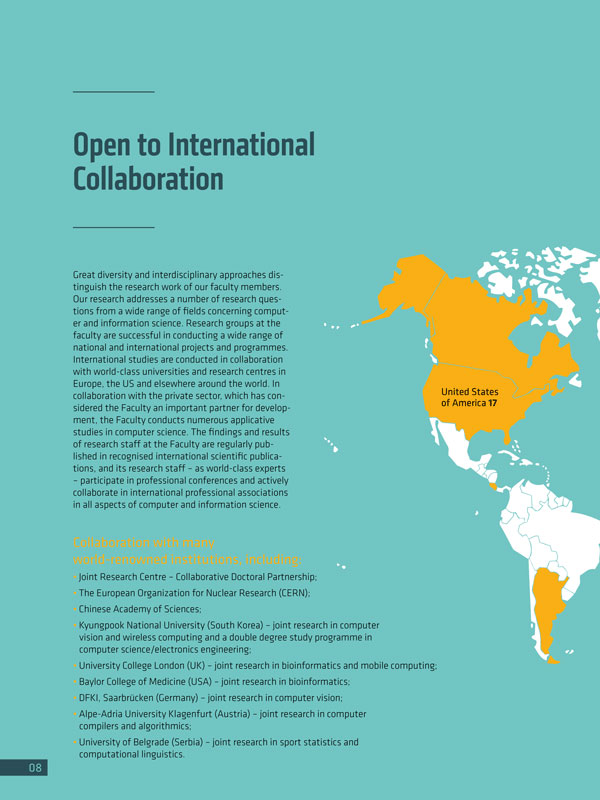 Open to International
Collaboration
Great diversity and interdisciplinary approaches dis-
tinguish the research work of our faculty members.
Our research addresses a number of research ques-
tions from a wide range of fields concerning comput-
er and information science. Research groups at the
faculty are successful in conducting a wide range of
national and international projects and programmes.
International studies are conducted in collaboration
with world-class universities and research centres in
Europe, the US and elsewhere around the world. In
collaboration with the private sector, which has con-
sidered the Faculty an important partner for develop-
ment, the Faculty conducts numerous applicative
studies in computer science. The findings and results
of research staff at the Faculty are regularly pub-
lished in recognised international scientific publica-
tions, and its research staff – as world-class experts
– participate in professional conferences and actively
collaborate in international professional associations
in all aspects of computer and information science.
United States
of America 17
Collaboration with many
world-renowned institutions, including:
Joint Research Centre – Collaborative Doctoral Partnership;
The European Organization for Nuclear Research (CERN);
Chinese Academy of Sciences;
Kyungpook National University (South Korea) – joint research in computer
vision and wireless computing and a double degree study programme in
computer science/electronics engineering;
University College London (UK) – joint research in bioinformatics and mobile computing;
Baylor College of Medicine (USA) – joint research in bioinformatics;
DFKI, Saarbrücken (Germany) – joint research in computer vision;
Alpe-Adria University Klagenfurt (Austria) – joint research in computer
compilers and algorithmics;
University of Belgrade (Serbia) – joint research in sport statistics and
computational linguistics.
08